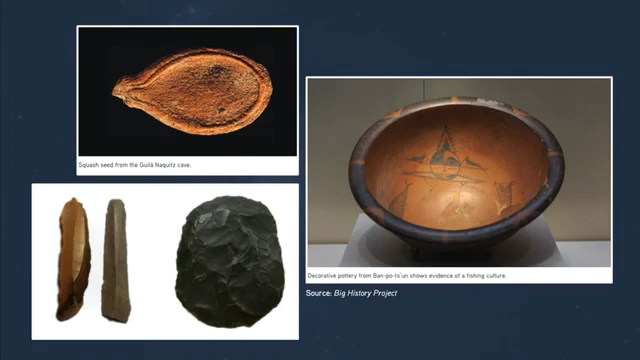 Squash seed from the Guilá Naquitz cave.
Decorative pottery from Ban-po-ts'un shows evidence of a fishing culture.
Source: Big History Project